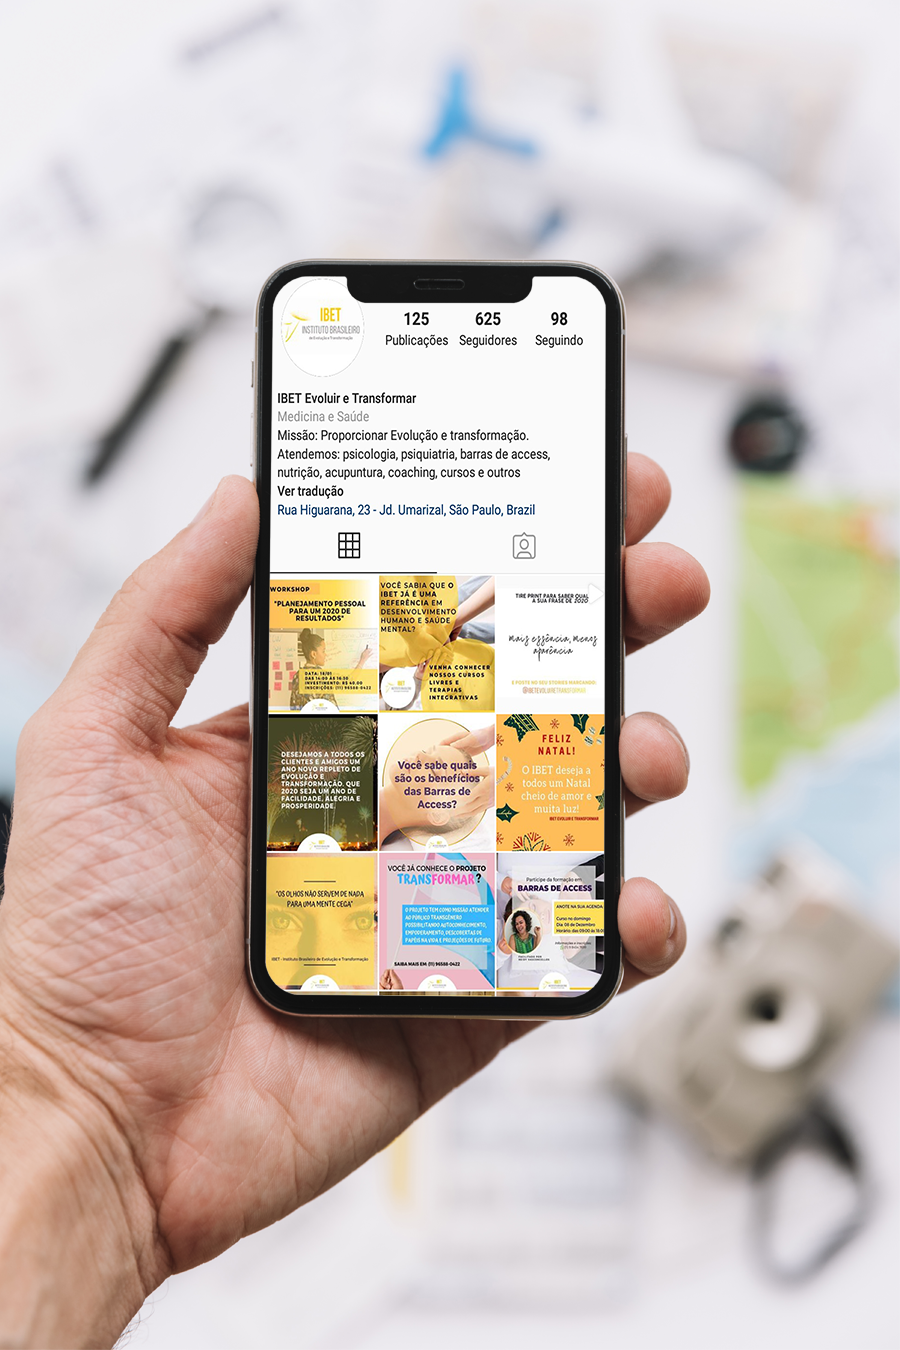 IBET
INSTITUTO BRASILEIRO
de Evolução e Transformação
125
Publicações
625
Seguidores
98
Seguindo
IBET Evoluir e Transformar
Medicina e Saúde
Missão: Proporcionar Evolução e transformação.
Atendemos: psicologia, psiquiatria, barras de access,
nutrição, acupuntura, coaching, cursos e outros
Ver tradução
Rua Higuarana, 23 - Jd. Umarizal, São Paulo, Brazil
WORKSHOP
"PLANEJAMENTO PESSOAL
PARA UM 2020 DE
RESULTADOS"
DATA: 18/01
DAS 14:00 ÀS 16:30
INVESTIMENTO: R$ 40,00
INSCRIÇÕES: (11) 96588-0422
VOCÊ SABIA QUE O
IBET JÁ É UMA
REFERÊNCIA EM
DESENVOLVIMENTO
HUMANO E SAÚDE
MENTAL?
IBET
VENHA CONHECER
NOSSOS CURSOS
LIVRES E
TERAPIAS
INTEGRATIVAS
TIRE PRINT PARA SABER QUAL
A SUA FRASE DE 2020
mais essência, menos
aparência
E POSTE NO SEU STORIES MARCANDO:
@IBETEVOLUIRETRANSFORMAR
DESEJAMOS A TODOS OS
CLIENTES E AMIGOS UM
ANO NOVO REPLETO DE
EVOLUÇÃO E
TRANSFORMAÇÃO. QUE
2020 SEJA UM ANO DE
FACILIDADE, ALEGRIA E
PROSPERIDADE.
Você sabe quais
são os benefícios
das Barras de
Access?
FELIZ
NATAL!
O IBET deseja a
todos um Natal
cheio de amor e
muita luz!
IBET EVOLUIR E TRANSFORMAR
"OS OLHOS NÃO SERVEM DE NADA
PARA UMA MENTE CEGA"
IBET - Instituto Brasileiro de Evolução e Transformação
VOCÊ JÁ CONHECE O PROJETO
TRANSFORMAR?
O PROJETO TEM COMO MISSÃO ATENDER
AO PÚBLICO TRANSGÊNERO
POSSIBILITANDO AUTOCONHECIMENTO,
EMPODERAMENTO, DESCOBERTAS DE
PAPÉIS NA VIDA E PROJEÇÕES DE FUTURO.
SAIBA MAIS EM: (11) 96588-0422
IBET
Participe da formação em
BARRAS DE ACCESS
ANOTE NA SUA AGENDA
Curso no domingo
Dia 08 de Dezembro
Horário das 09:00 às 18:00
Informações e inscrições
IBET